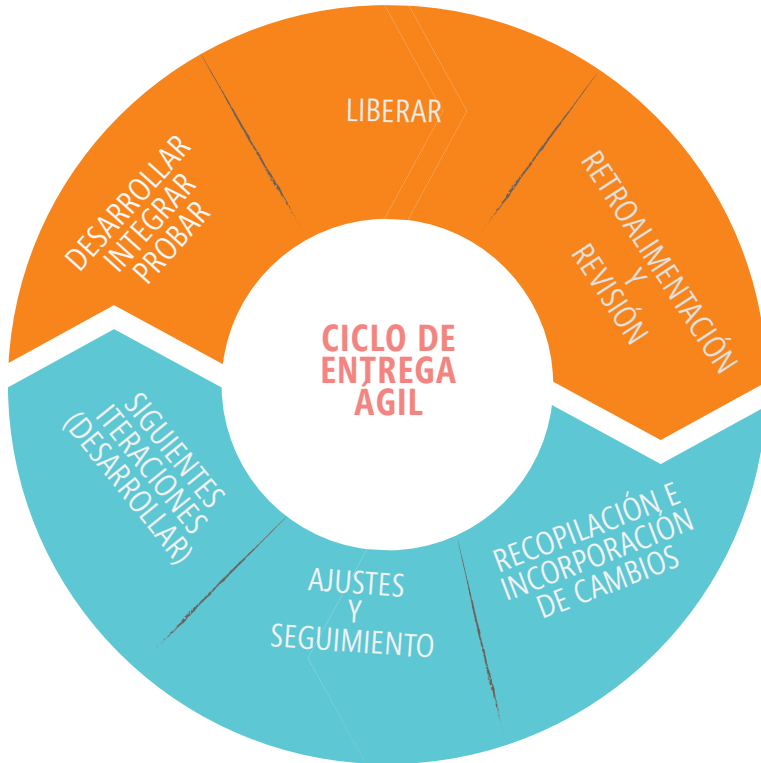 LIBERAR
RETROALIMENTACIÓN
Y
REVISIÓN
RECOPILACIÓN E
INCORPORACIÓN
DE CAMBIOS
AJUSTES
Y
SEGUIMIENTO
SIGUIENTES
ITERACIONES
(DESARROLLAR)
DESARROLLAR
INTEGRAR
PROBAR
CICLO DE
ENTREGA
ÁGIL